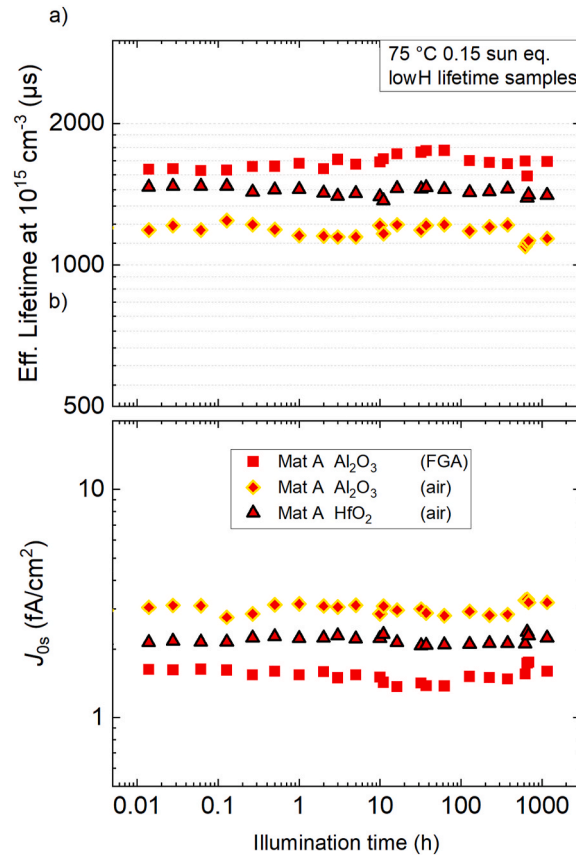 a)
75 °C 0.15 sun eq.
lowH lifetime samples
Eff. Lifetime at 10¹⁵ cm⁻³ (µs)
2000
1000
500
b)
Mat A Al₂O₃ (FGA)
Mat A Al₂O₃ (air)
Mat A HfO₂ (air)
J₀ₛ (fA/cm²)
10
1
0.01 0.1 1 10 100 1000
Illumination time (h)